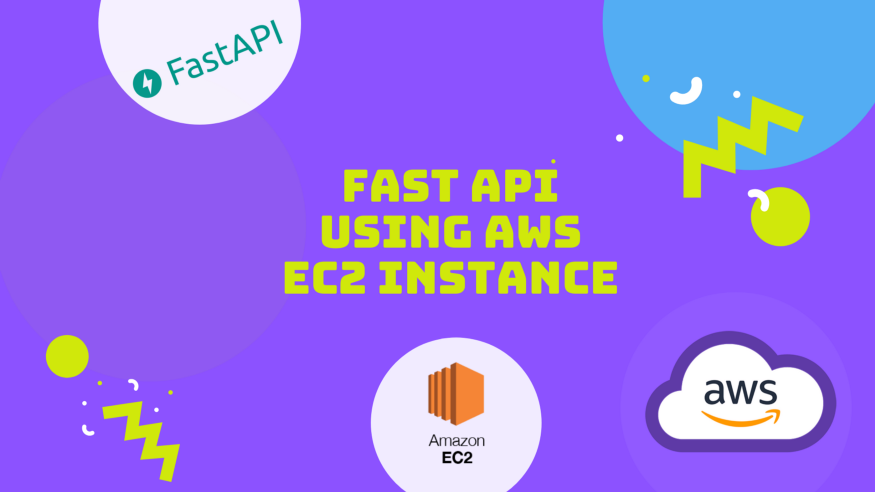 FastAPI
FAST API
USING AWS
EC2 INSTANCE
aws
Amazon
EC2